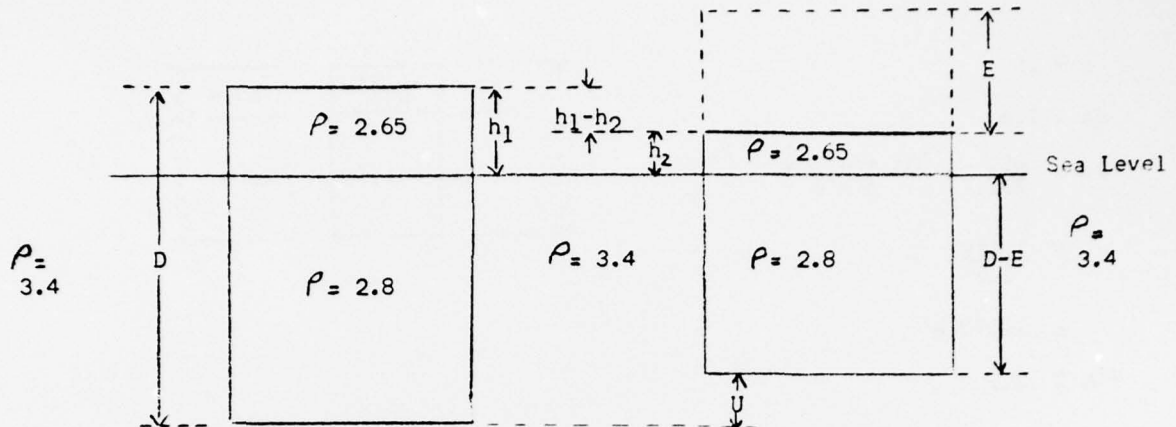 E
ρ = 2.65
h₁
h₁-h₂
h₂
ρ = 2.65
Sea Level
ρ =
3.4
D
ρ = 2.8
ρ = 3.4
ρ = 2.8
D-E
ρ =
3.4
U